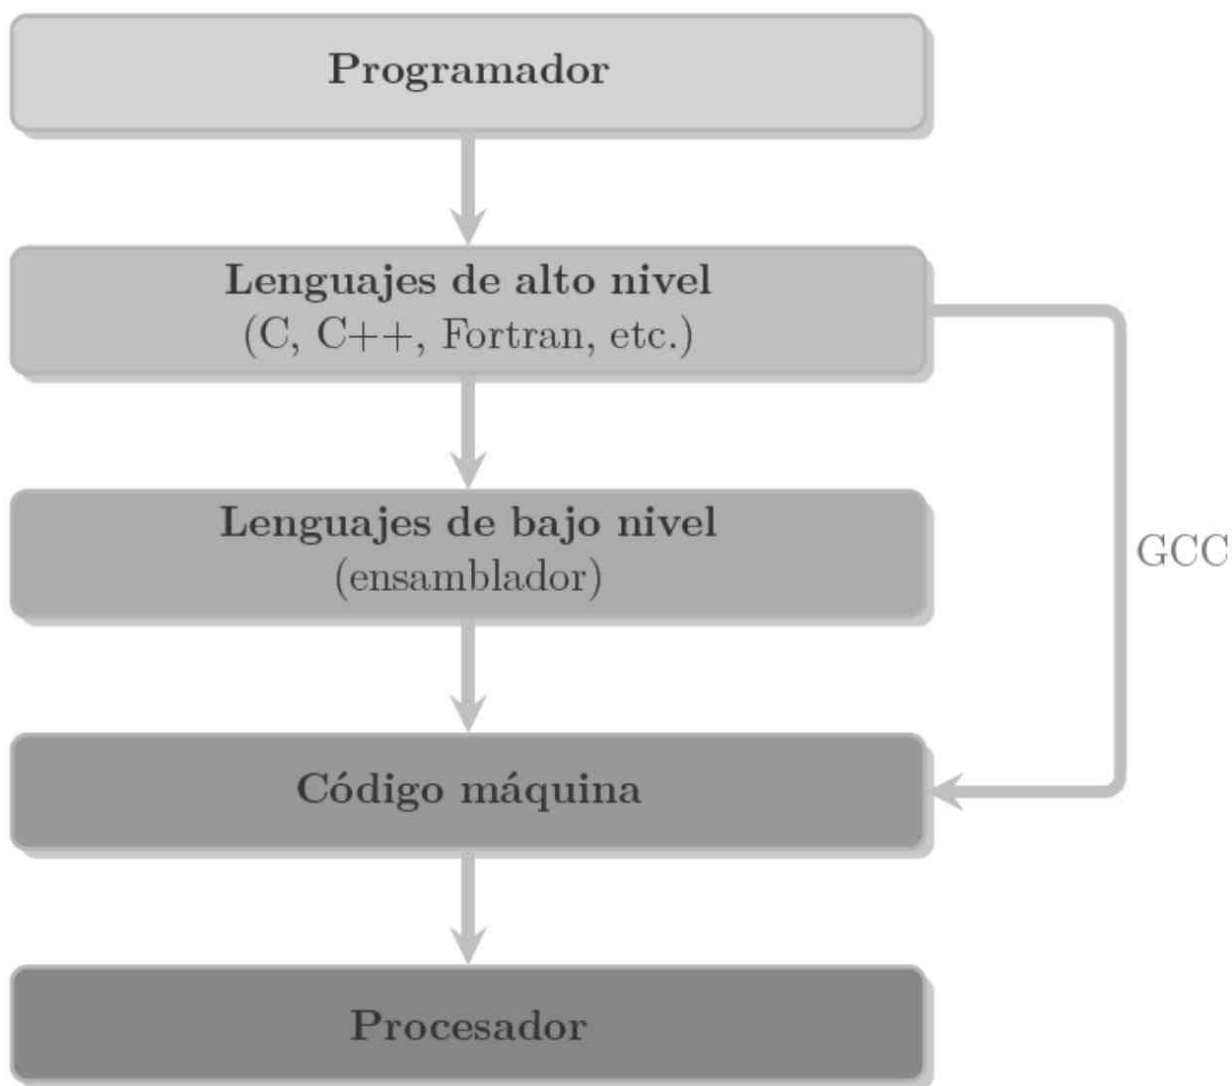 Programador
Lenguajes de alto nivel
(C, C++, Fortran, etc.)
Lenguajes de bajo nivel
(ensamblador)
GCC
Código máquina
Procesador